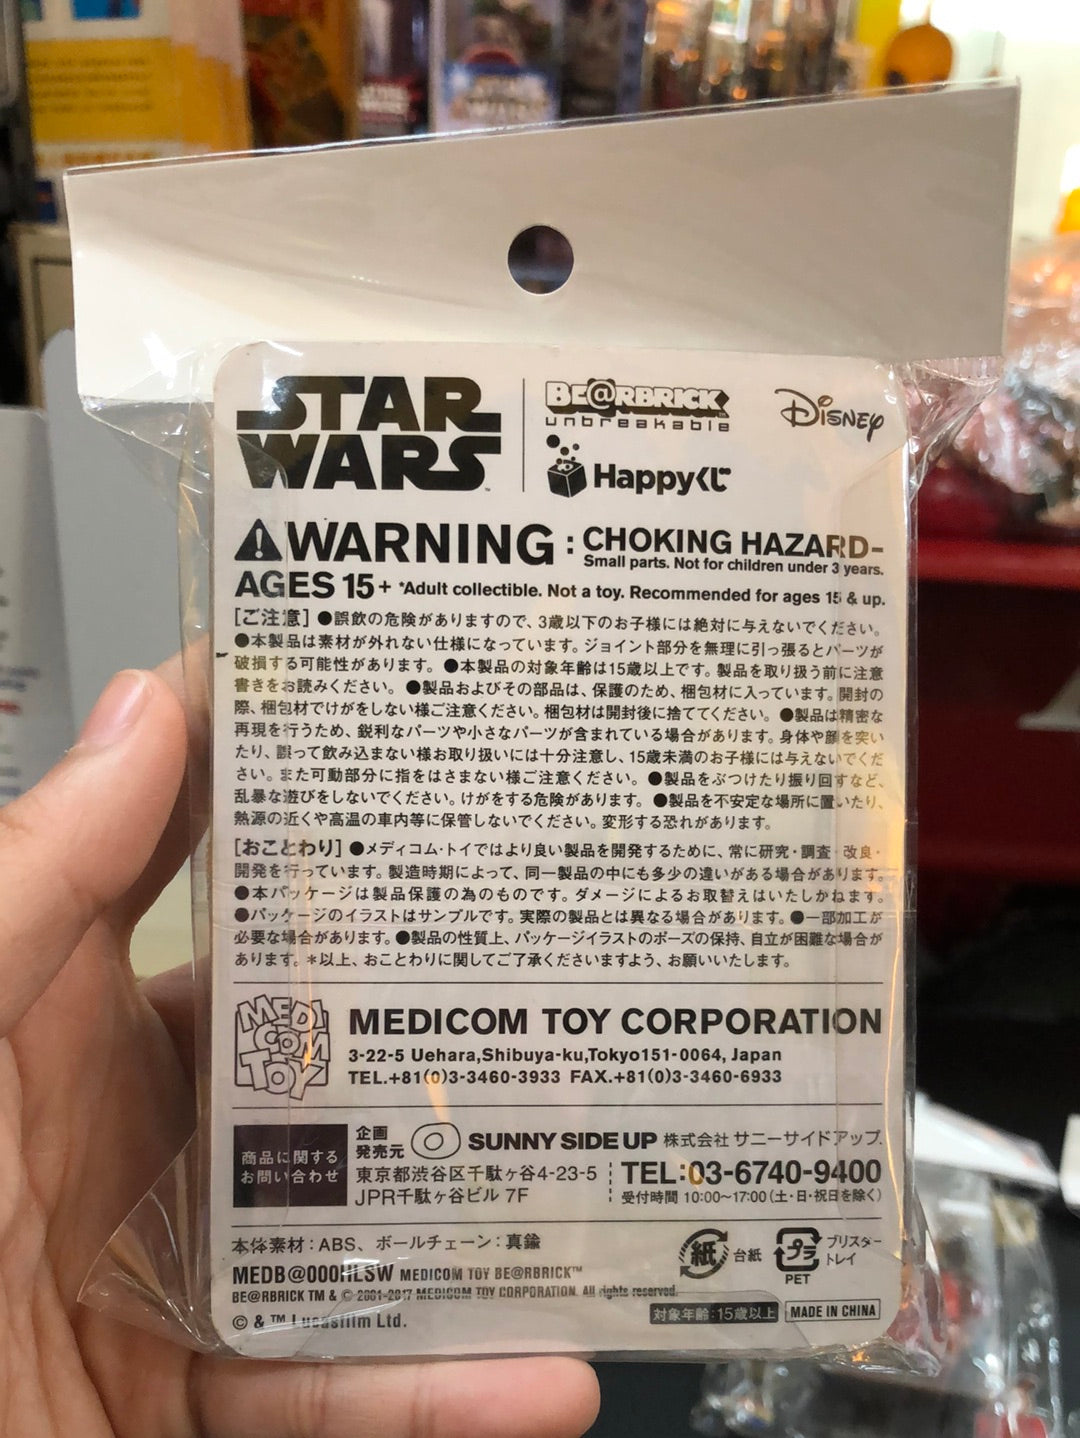 STAR
WARS
BE@RBRICK
unbreakable
Happyくじ
Disney
WARNING : CHOKING HAZARD-
Small parts. Not for children under 3 years.
AGES 15+ *Adult collectible. Not a toy. Recommended for ages 15 & up.
[ご注意] ●誤飲の危険がありますので、3歳以下のお子様には絶対に与えないでください。
●本製品は素材が外れない仕様になっています。ジョイント部分を無理に引っ張るとパーツが
破損する可能性があります。 ●本製品の対象年齢は15歳以上です。製品を取り扱う前に注意
書きをお読みください。 ●製品およびその部品は、保護のため、梱包材に入っています。開封の
際、梱包材でけがをしない様ご注意ください。梱包材は開封後に捨ててください。 ●製品は精密な
再現を行うため、鋭利なパーツや小さなパーツが含まれている場合があります。身体や顔を突い
たり、誤って飲み込まない様お取り扱いには十分注意し、15歳未満のお子様には与えないでくだ
さい。また可動部分に指をはさまない様ご注意ください。 ●製品をぶつけたり振り回すなど、
乱暴な遊びをしないでください。けがをする危険があります。 ●製品を不安定な場所に置いたり、
熱源の近くや高温の車内等に保管しないでください。変形する恐れがあります。
[おことわり] ●メディコム・トイではより良い製品を開発するために、常に研究・調査・改良・
開発を行っています。製造時期によって、同一製品の中にも多少の違いがある場合があります。
●本パッケージは製品保護の為のものです。ダメージによるお取替えはいたしかねます。
●パッケージのイラストはサンプルです。実際の製品とは異なる場合があります。 ●一部加工が
必要な場合があります。●製品の性質上、パッケージイラストのポーズの保持、自立が困難な場合が
あります。＊以上、おことわりに関してご了承くださいますよう、お願いいたします。
MEDI
COM
TOY
MEDICOM TOY CORPORATION
3-22-5 Uehara,Shibuya-ku,Tokyo151-0064, Japan
TEL.+81(0)3-3460-3933 FAX.+81(0)3-3460-6933
商品に関する
お問い合わせ
企画
発売元
SUNNY SIDE UP 株式会社 サニーサイドアップ.
東京都渋谷区千駄ヶ谷4-23-5
JPR千駄ヶ谷ビル 7F
TEL:03-6740-9400
受付時間 10:00〜17:00 (土・日・祝日を除く)
本体素材：ABS、ボールチェーン：真鍮
紙 台紙
プラ
PET
ブリスター
トレイ
MEDB@000HLSW MEDICOM TOY BE@RBRICK™
BE@RBRICK TM & © 2001-2017 MEDICOM TOY CORPORATION. All rights reserved.
© & ™ Lucasfilm Ltd.
対象年齢：15歳以上
MADE IN CHINA